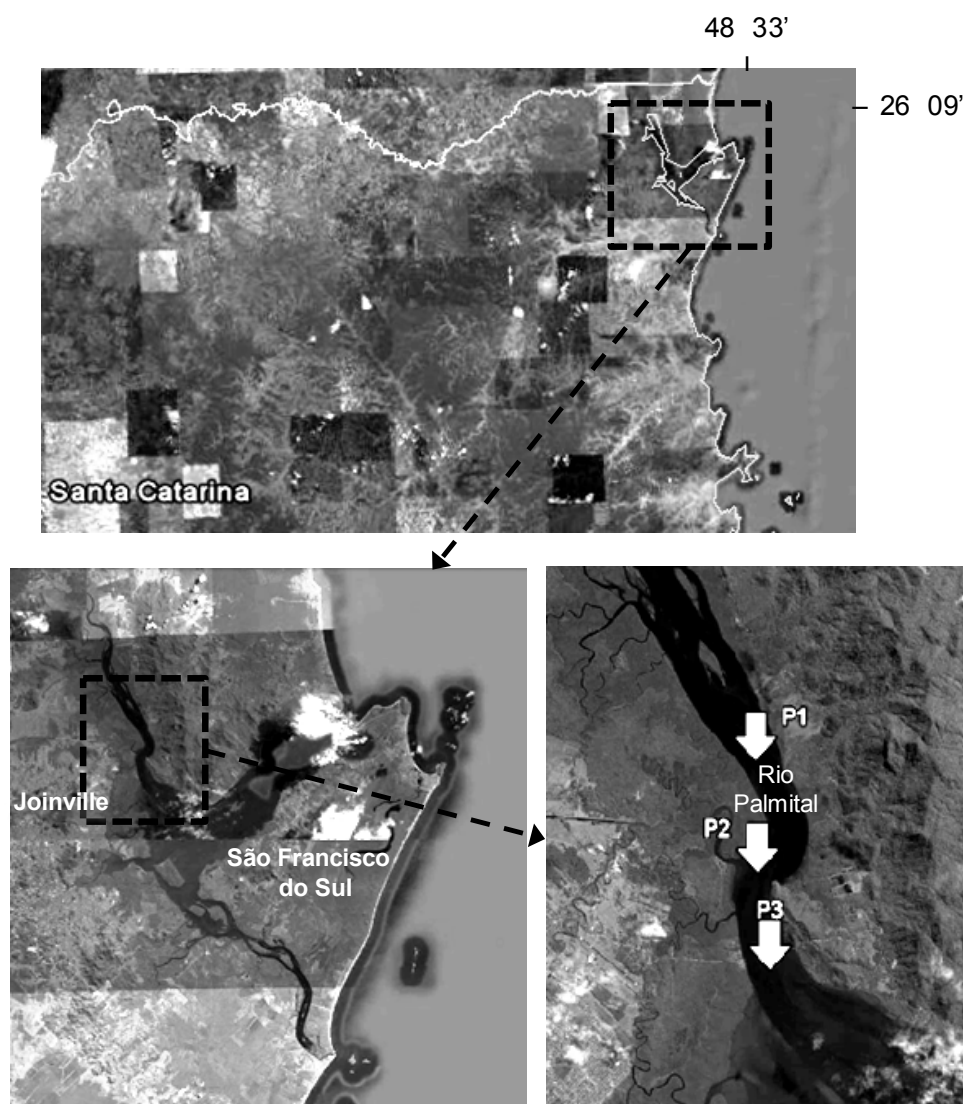 48 33’
26 09’
Santa Catarina
Joinville
São Francisco
do Sul
P1
Rio
Palmital
P2
P3